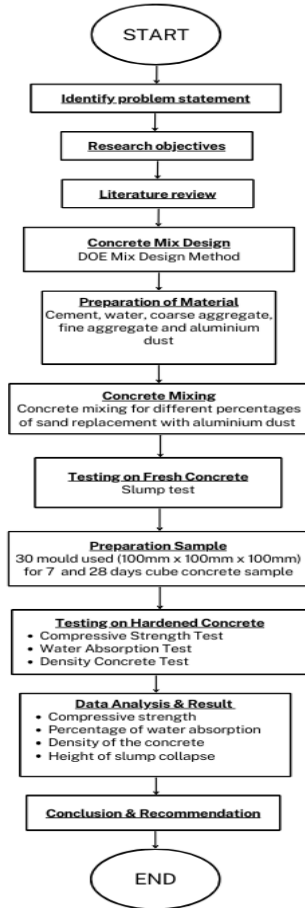 START
Identify problem statement
Research objectives
Literature review
Concrete Mix Design
DOE Mix Design Method
Preparation of Material
Cement, water, coarse aggregate,
fine aggregate and aluminium
dust
Concrete Mixing
Concrete mixing for different percentages
of sand replacement with aluminium dust
Testing on Fresh Concrete
Slump test
Preparation Sample
30 mould used (100mm x 100mm x 100mm)
for 7 and 28 days cube concrete sample
Testing on Hardened Concrete
• Compressive Strength Test
• Water Absorption Test
• Density Concrete Test
Data Analysis & Result
• Compressive strength
• Percentage of water absorption
• Density of the concrete
• Height of slump collapse
Conclusion & Recommendation
END